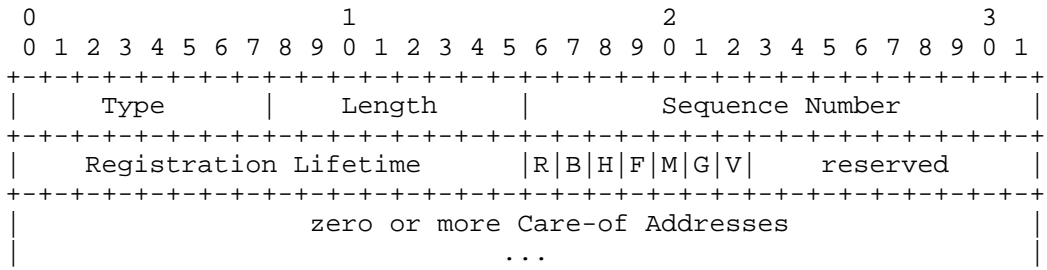 0                   1                   2                   3
 0 1 2 3 4 5 6 7 8 9 0 1 2 3 4 5 6 7 8 9 0 1 2 3 4 5 6 7 8 9 0 1
+-+-+-+-+-+-+-+-+-+-+-+-+-+-+-+-+-+-+-+-+-+-+-+-+-+-+-+-+-+-+-+-+
|     Type      |    Length     |        Sequence Number        |
+-+-+-+-+-+-+-+-+-+-+-+-+-+-+-+-+-+-+-+-+-+-+-+-+-+-+-+-+-+-+-+-+
|    Registration Lifetime      |R|B|H|F|M|G|V|    reserved     |
+-+-+-+-+-+-+-+-+-+-+-+-+-+-+-+-+-+-+-+-+-+-+-+-+-+-+-+-+-+-+-+-+
|                  zero or more Care-of Addresses               |
|                              ...                              |